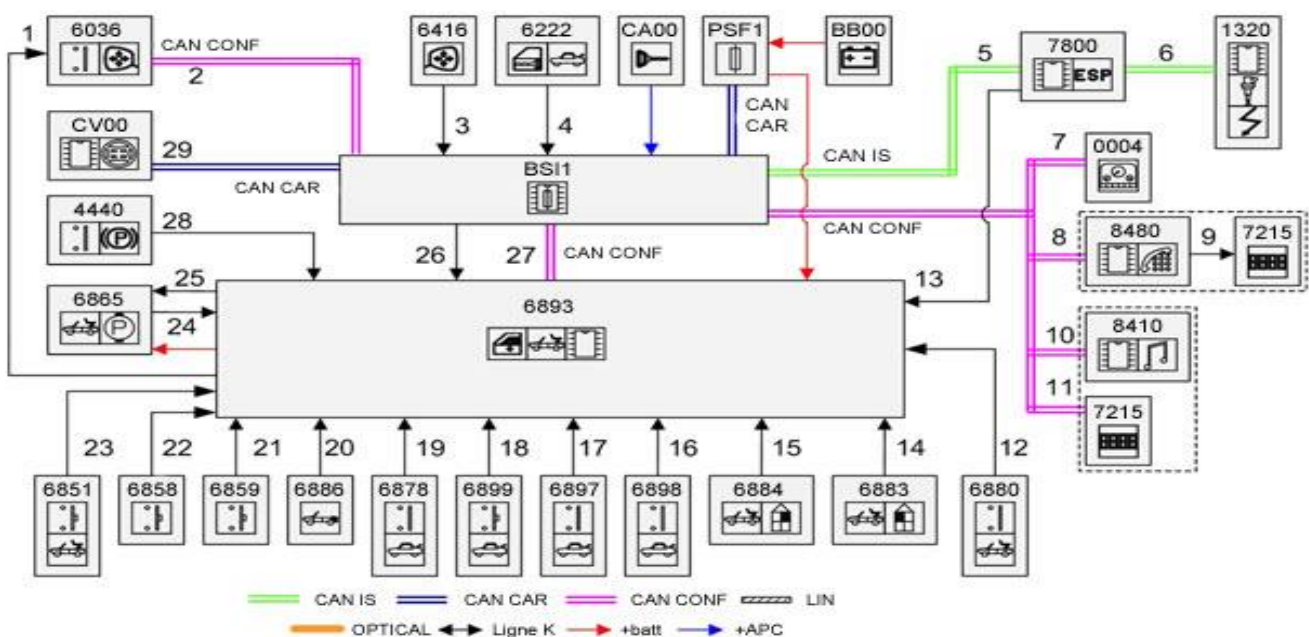 1
6036
CAN CONF
2
6416
6222
CA00
PSF1
BB00
5
7800
ESP
6
1320
CV00
29
CAN CAR
3
4
CAN
CAR
CAN IS
7
0004
BSI1
4440
28
P
26
27
CAN CONF
CAN CONF
8
8480
9
7215
25
6865
P
24
6893
13
10
8410
11
7215
23
22
21
20
19
18
17
16
15
14
12
6851
6858
6859
6886
6878
6899
6897
6898
6884
6883
6880
CAN IS
CAN CAR
CAN CONF
LIN
OPTICAL
Ligne K
+batt
+APC